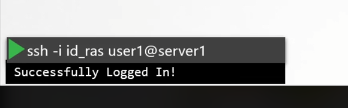 ssh -i id_ras user1@server1
Successfully Logged In!